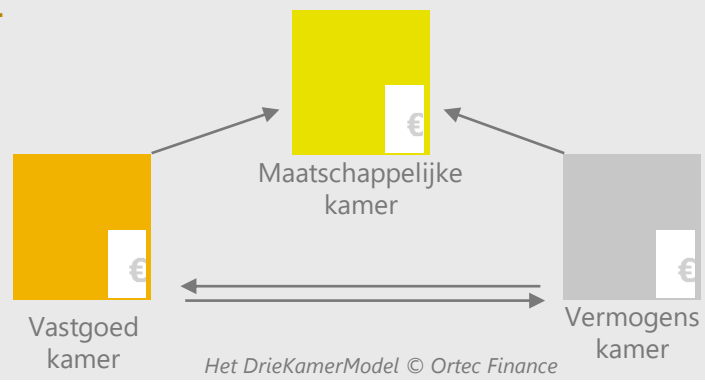 €
Maatschappelijke
kamer
€
€
Vastgoed
kamer
Vermogens
kamer
Het DrieKamerModel © Ortec Finance